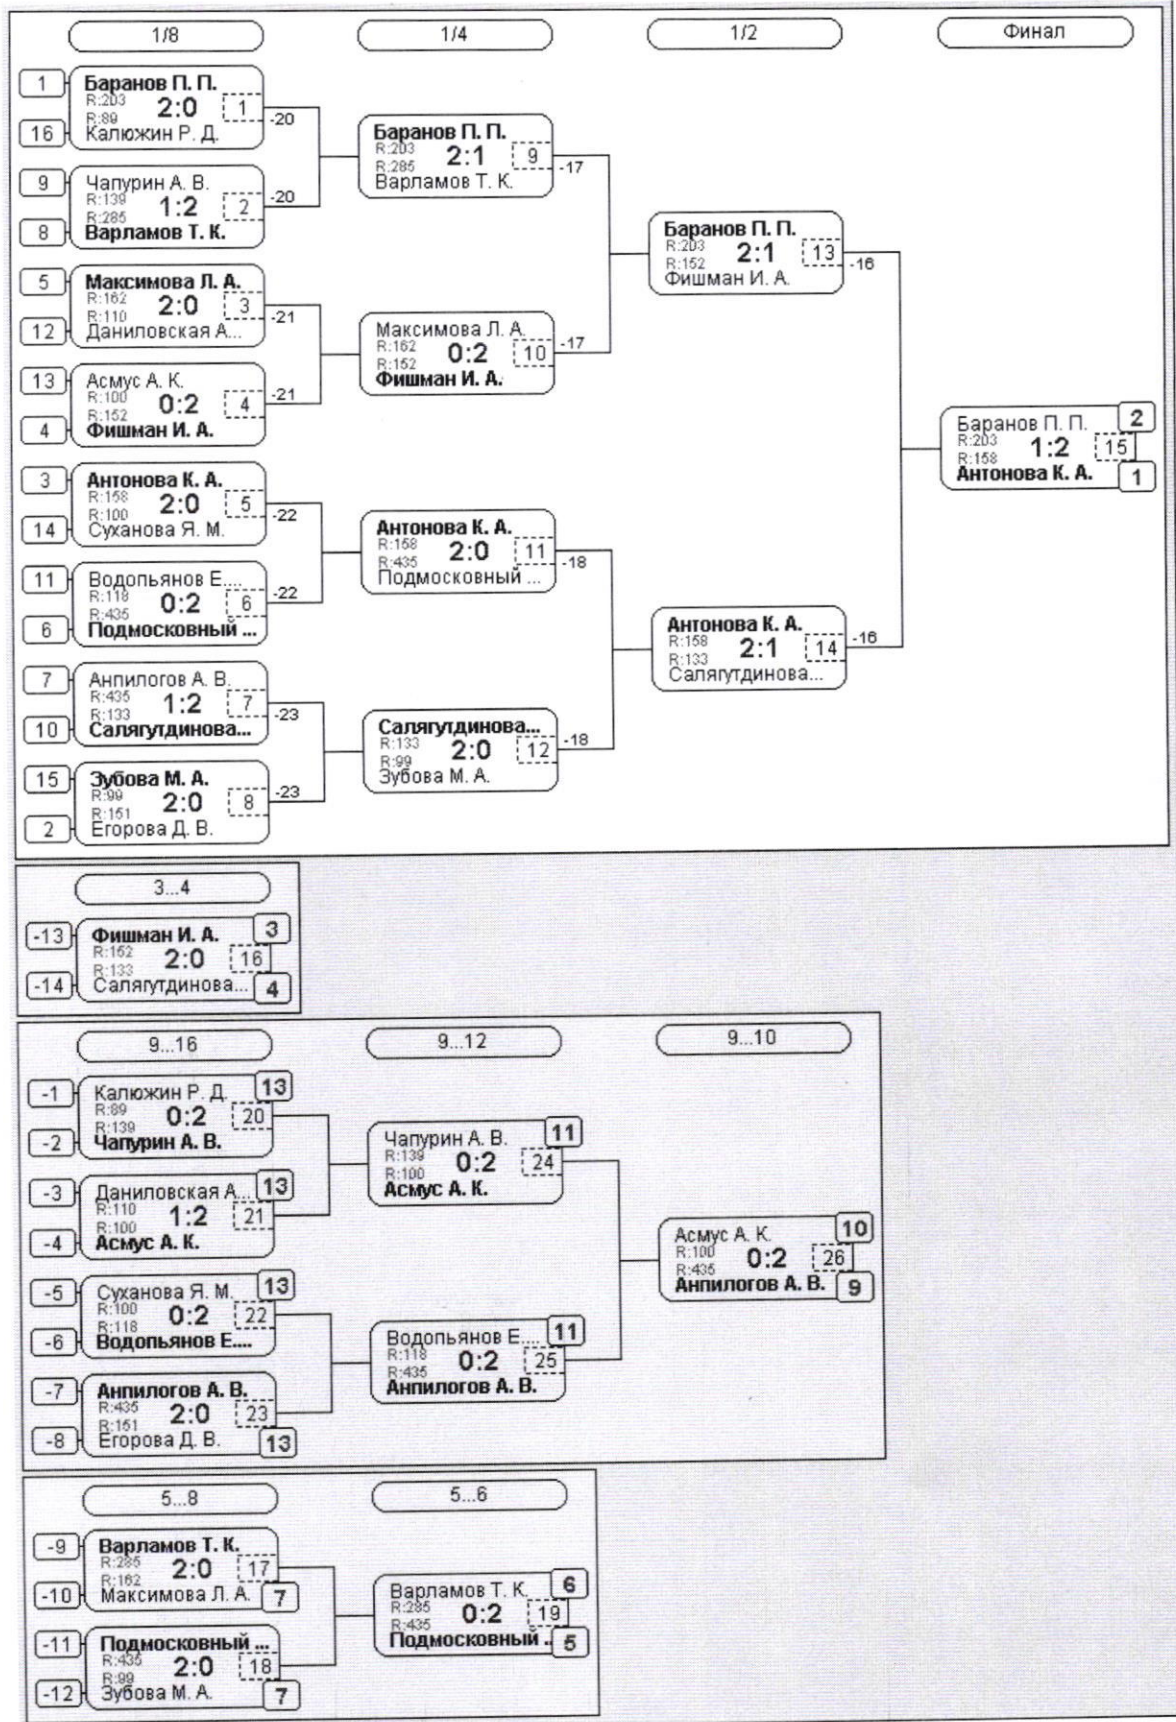 1/8
1/4
1/2
Финал
1
Баранов П. П.
R:203
2:0
1
R:89
16
Калюжин Р. Д.
-20
9
Чапурин А. В.
R:139
1:2
2
R:285
8
Варламов Т. К.
-20
5
Максимова Л. А.
R:162
2:0
3
R:110
12
Даниловская А...
-21
13
Асмус А. К.
R:100
0:2
4
R:152
4
Фишман И. А.
-21
3
Антонова К. А.
R:158
2:0
5
R:100
14
Суханова Я. М.
-22
11
Водопьянов Е....
R:118
0:2
6
R:435
6
Подмосковный ...
-22
7
Анпилогов А. В.
R:435
1:2
7
R:133
10
Салягутдинова...
-23
15
Зубова М. А.
R:99
2:0
8
R:151
2
Егорова Д. В.
-23
Баранов П. П.
R:203
2:1
9
R:285
Варламов Т. К.
-17
Максимова Л. А.
R:162
0:2
10
R:152
Фишман И. А.
-17
Антонова К. А.
R:158
2:0
11
R:435
Подмосковный ...
-18
Салягутдинова...
R:133
2:0
12
R:99
Зубова М. А.
-18
Баранов П. П.
R:203
2:1
13
R:152
Фишман И. А.
-16
Антонова К. А.
R:158
2:1
14
R:133
Салягутдинова...
-16
Баранов П. П.
2
R:203
1:2
15
R:158
Антонова К. А.
1
3...4
-13
Фишман И. А.
3
R:152
2:0
16
R:133
-14
Салягутдинова...
4
9...16
9...12
9...10
-1
Калюжин Р. Д.
13
R:89
0:2
20
R:139
-2
Чапурин А. В.
-3
Даниловская А...
13
R:110
1:2
21
R:100
-4
Асмус А. К.
-5
Суханова Я. М.
13
R:100
0:2
22
R:118
-6
Водопьянов Е....
-7
Анпилогов А. В.
R:435
2:0
23
R:151
-8
Егорова Д. В.
13
Чапурин А. В.
11
R:139
0:2
24
R:100
Асмус А. К.
Водопьянов Е....
11
R:118
0:2
25
R:435
Анпилогов А. В.
Асмус А. К.
10
R:100
0:2
26
R:435
Анпилогов А. В.
9
5...8
5...6
-9
Варламов Т. К.
R:285
2:0
17
R:162
-10
Максимова Л. А.
7
-11
Подмосковный ...
R:435
2:0
18
R:99
-12
Зубова М. А.
7
Варламов Т. К.
6
R:285
0:2
19
R:435
Подмосковный ..
5